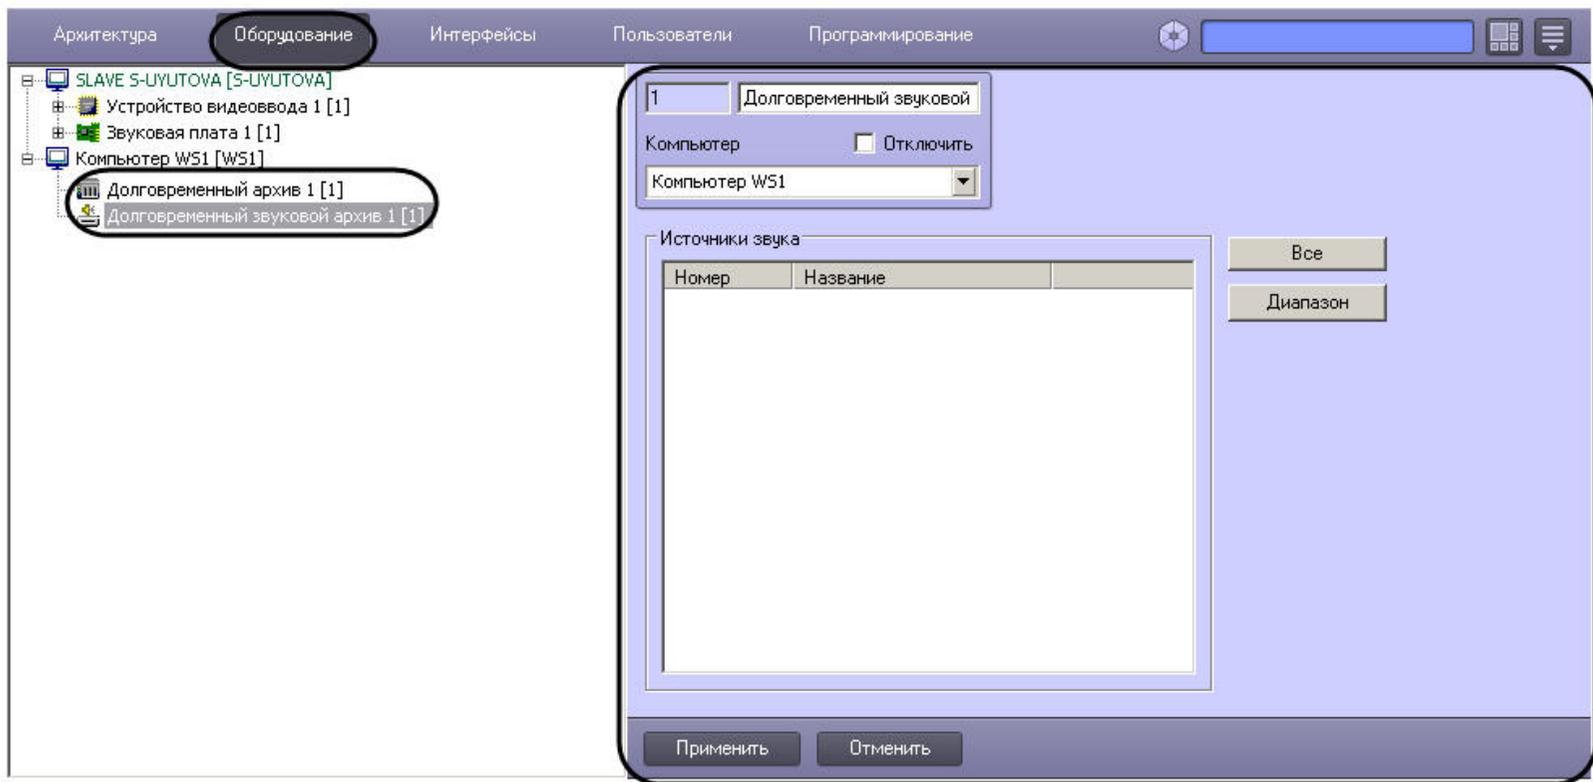 Архитектура Оборудование Интерфейсы Пользователи Программирование
SLAVE S-UYUTOVA [S-UYUTOVA]
Устройство видеоввода 1 [1]
Звуковая плата 1 [1]
Компьютер WS1 [WS1]
Долговременный архив 1 [1]
Долговременный звуковой архив 1 [1]
1 Долговременный звуковой
Компьютер Отключить
Компьютер WS1
Источники звука
Номер Название
Все
Диапазон
Применить Отменить